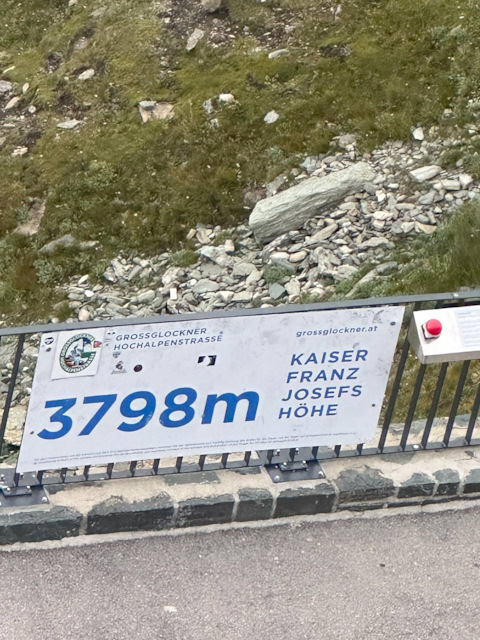 GROSSGLOCKNER
HOCHALPENSTRASSE
grossglockner.at
3798m
KAISER
FRANZ
JOSEFS
HÖHE